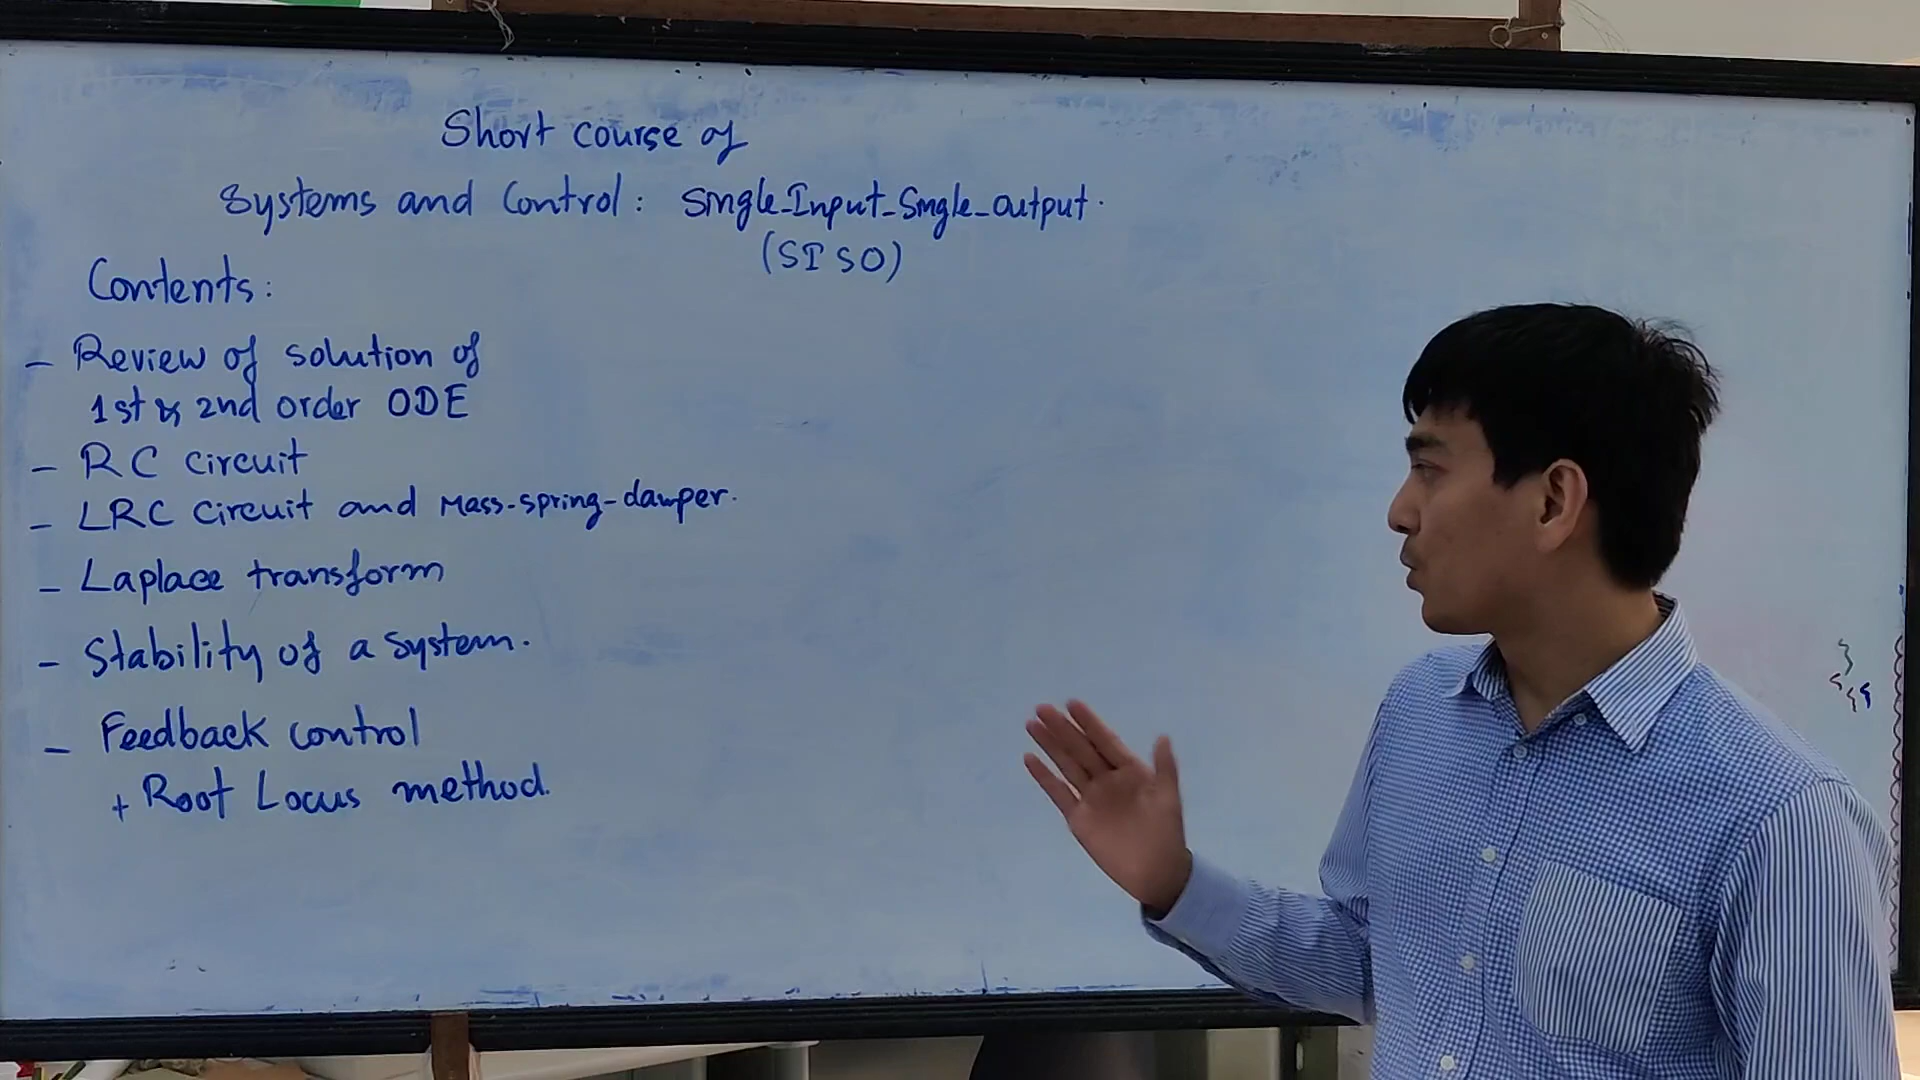 Short course of
Systems and Control: Single-Input-Single-output.
(SISO)
Contents:
- Review of solution of
1st & 2nd order ODE
- RC circuit
- LRC circuit and Mass-spring-damper.
- Laplace transform
- Stability of a system.
- Feedback control
+ Root Locus method.